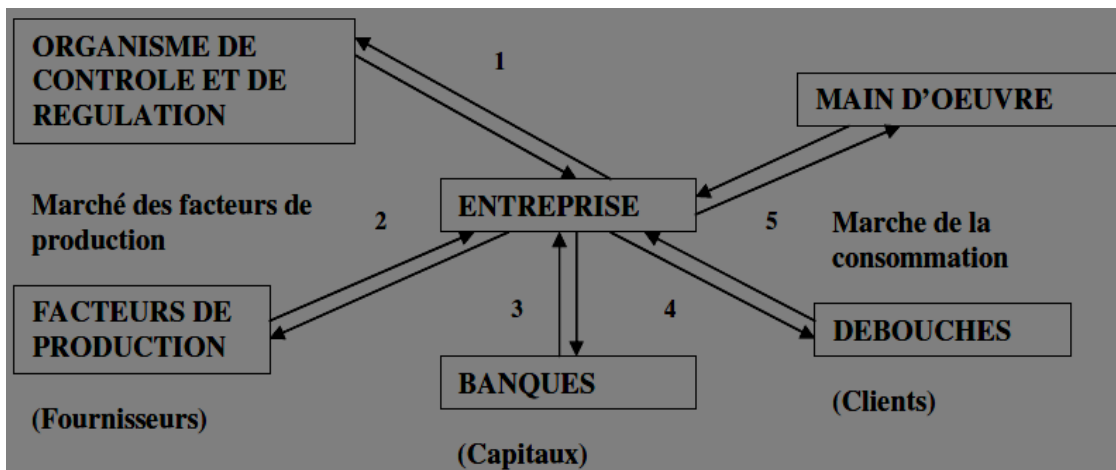 ORGANISME DE
CONTROLE ET DE
REGULATION
1
MAIN D'OEUVRE
Marché des facteurs de
production
2
ENTREPRISE
5
Marche de la
consommation
FACTEURS DE
PRODUCTION
3
4
DEBOUCHES
BANQUES
(Fournisseurs)
(Clients)
(Capitaux)